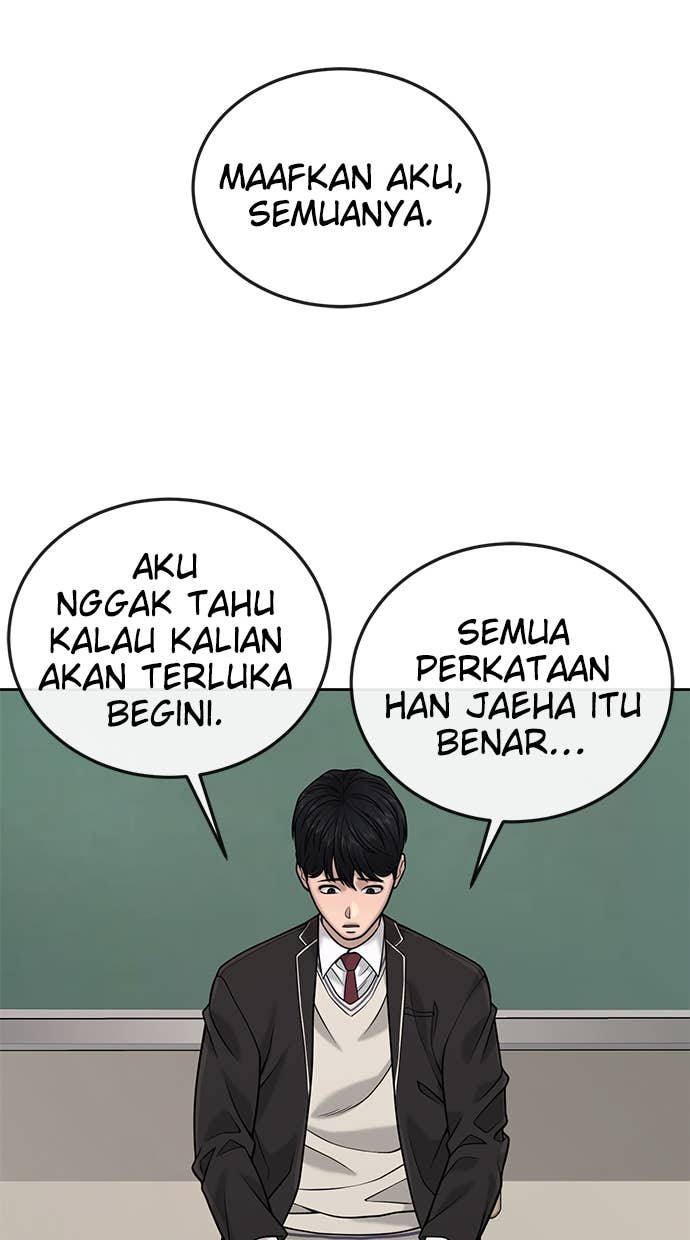 MAAFKAN AKU,
SEMUANYA.
AKU
NGGAK TAHU
KALAU KALIAN
AKAN TERLUKA
BEGINI.
SEMUA
PERKATAAN
HAN JAEHA ITU
BENAR...